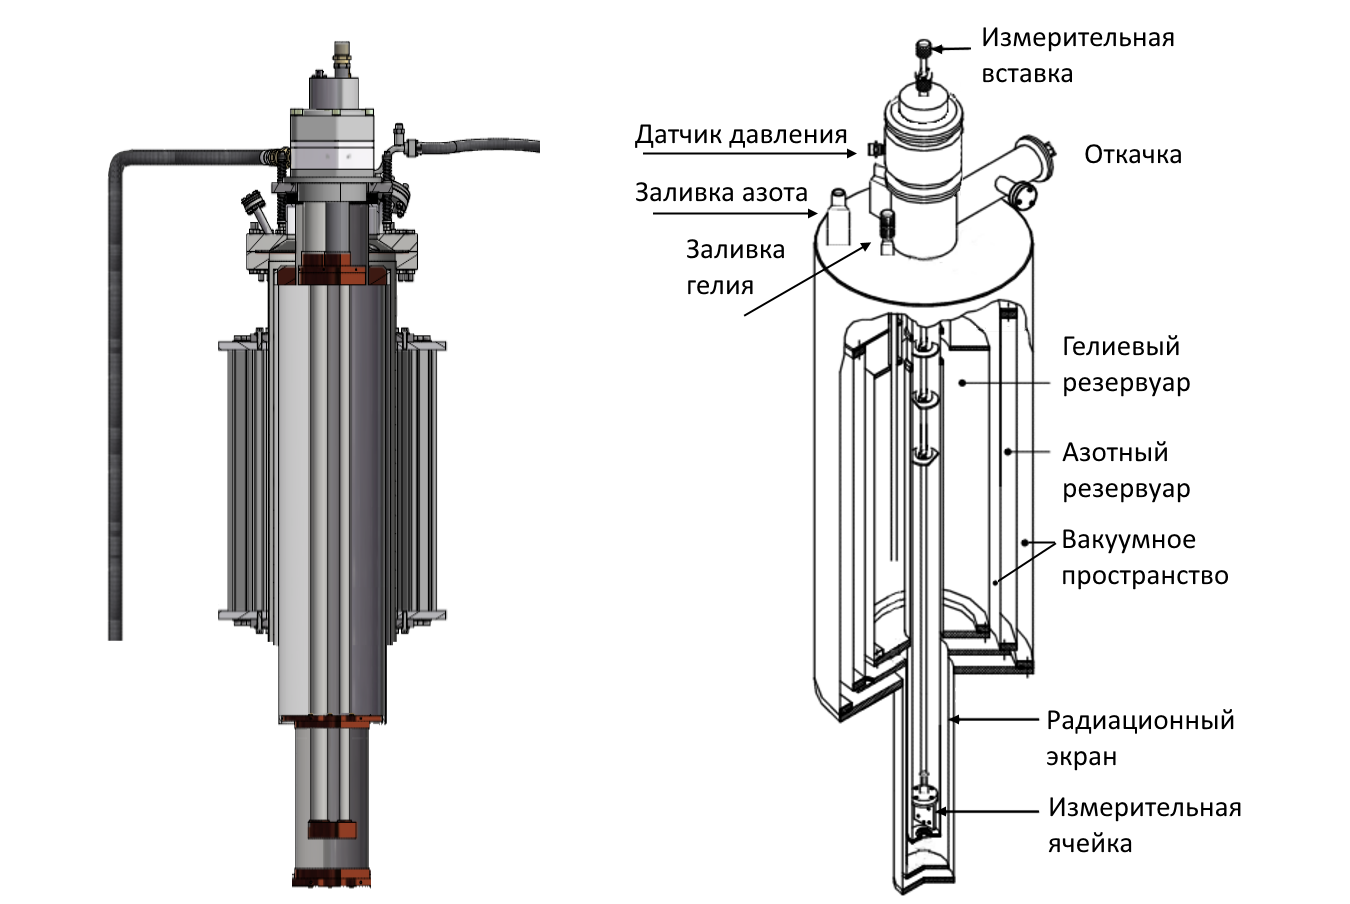 Измерительная
вставка
Датчик давления
Откачка
Заливка азота
Заливка
гелия
Гелиевый
резервуар
Азотный
резервуар
Вакуумное
пространство
Радиационный
экран
Измерительная
ячейка